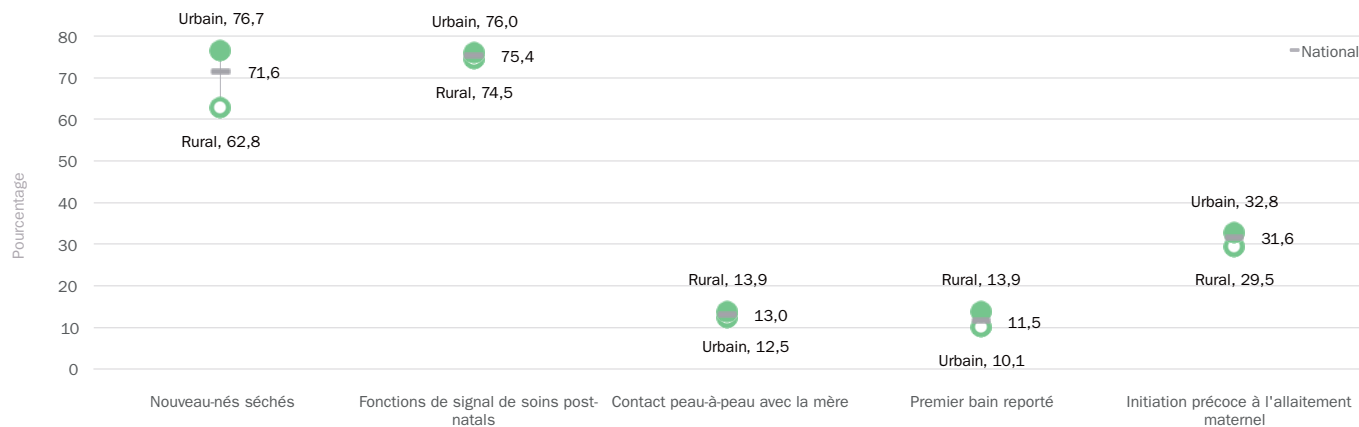 Urbain, 76,7
Urbain, 76,0
80
National
75,4
71,6
70
Rural, 74,5
60
Rural, 62,8
50
Pourcentage
40
Urbain, 32,8
31,6
30
Rural, 13,9
Rural, 13,9
Rural, 29,5
20
13,0
11,5
10
Urbain, 12,5
Urbain, 10,1
0
Nouveau-nés séchés
Fonctions de signal de soins post-
natals
Contact peau-à-peau avec la mère
Premier bain reporté
Initiation précoce à l'allaitement
maternel